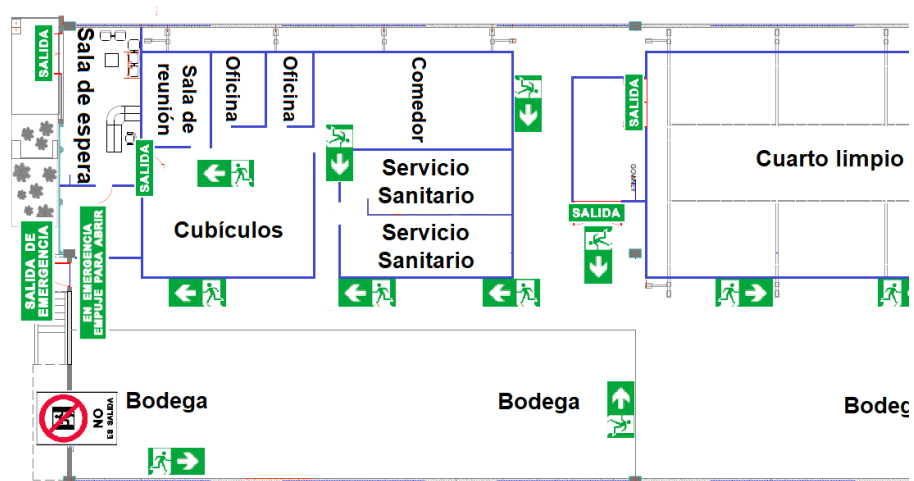 SALIDA
Sala de espera
Sala de
reunión
Oficina
Oficina
Comedor
SALIDA
Cuarto limpio
SALIDA
Servicio
Sanitario
SALIDA
Cubículos
Servicio
Sanitario
SALIDA DE
EMERGENCIA
EN EMERGENCIA
EMPUJE PARA ABRIR
NO
ES SALIDA
Bodega
Bodega
Bodeg